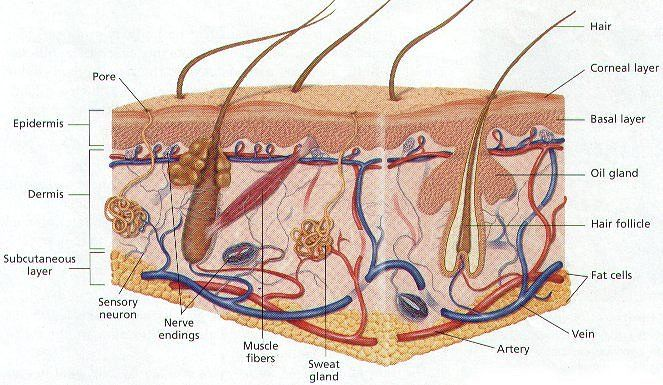 Hair
Corneal layer
Pore
Basal layer
Epidermis
Oil gland
Dermis
Hair follicle
Subcutaneous
layer
Fat cells
Sensory
neuron
Nerve
endings
Muscle
fibers
Sweat
gland
Artery
Vein